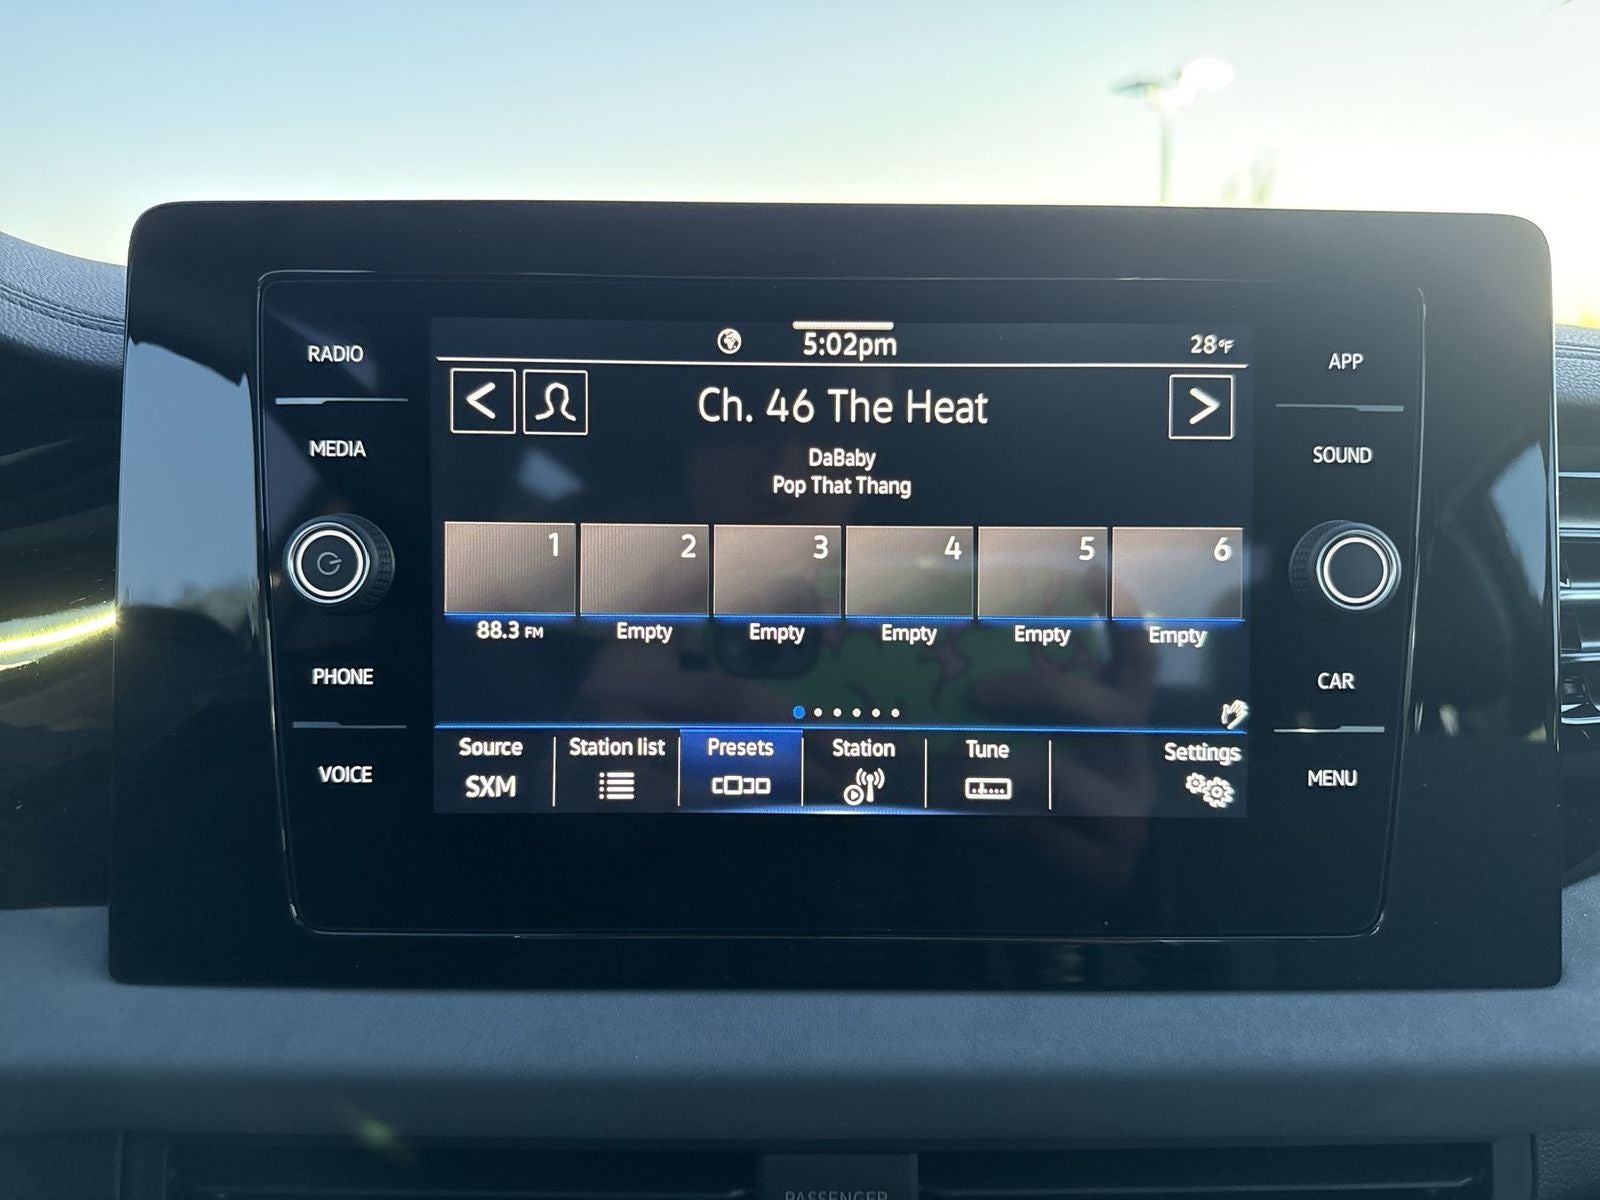 RADIO
MEDIA
PHONE
VOICE
5:02pm
28°F
Ch. 46 The Heat
DaBaby
Pop That Thang
1 2 3 4 5 6
88.3 FM Empty Empty Empty Empty Empty
Source Station list Presets Station Tune Settings
SXM
APP
SOUND
CAR
MENU
PASSENGER